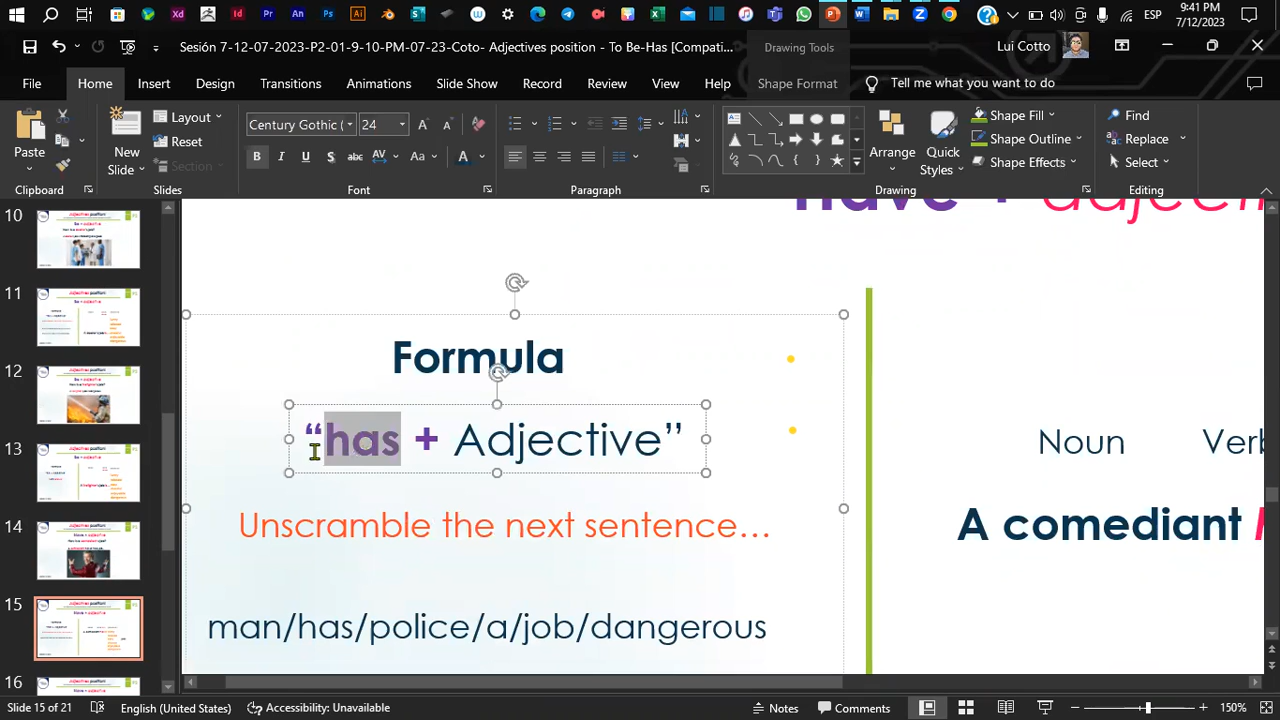 9:41 PM
ESP
7/12/2023
Sesión 7-12-07-2023-P2-01-9-10-PM-07-23-Coto- Adjectives position - To Be-Has [Compati...
Drawing Tools
Lui Cotto
File
Home
Insert
Design
Transitions
Animations
Slide Show
Record
Review
View
Help
Shape Format
Tell me what you want to do
Paste
New Slide
Layout
Reset
Section
Century Gothic (
24
Shape Fill
Shape Outline
Shape Effects
Arrange
Quick Styles
Find
Replace
Select
Clipboard
Slides
Font
Paragraph
Drawing
Editing
10
11
12
13
14
15
16
have + adjecti
Formula
“has + Adjective”
Unscramble the next sentence…
man/has/police/a/job/dangerou
Noun
Verb
A comediant
Slide 15 of 21
English (United States)
Accessibility: Unavailable
Notes
Comments
150%